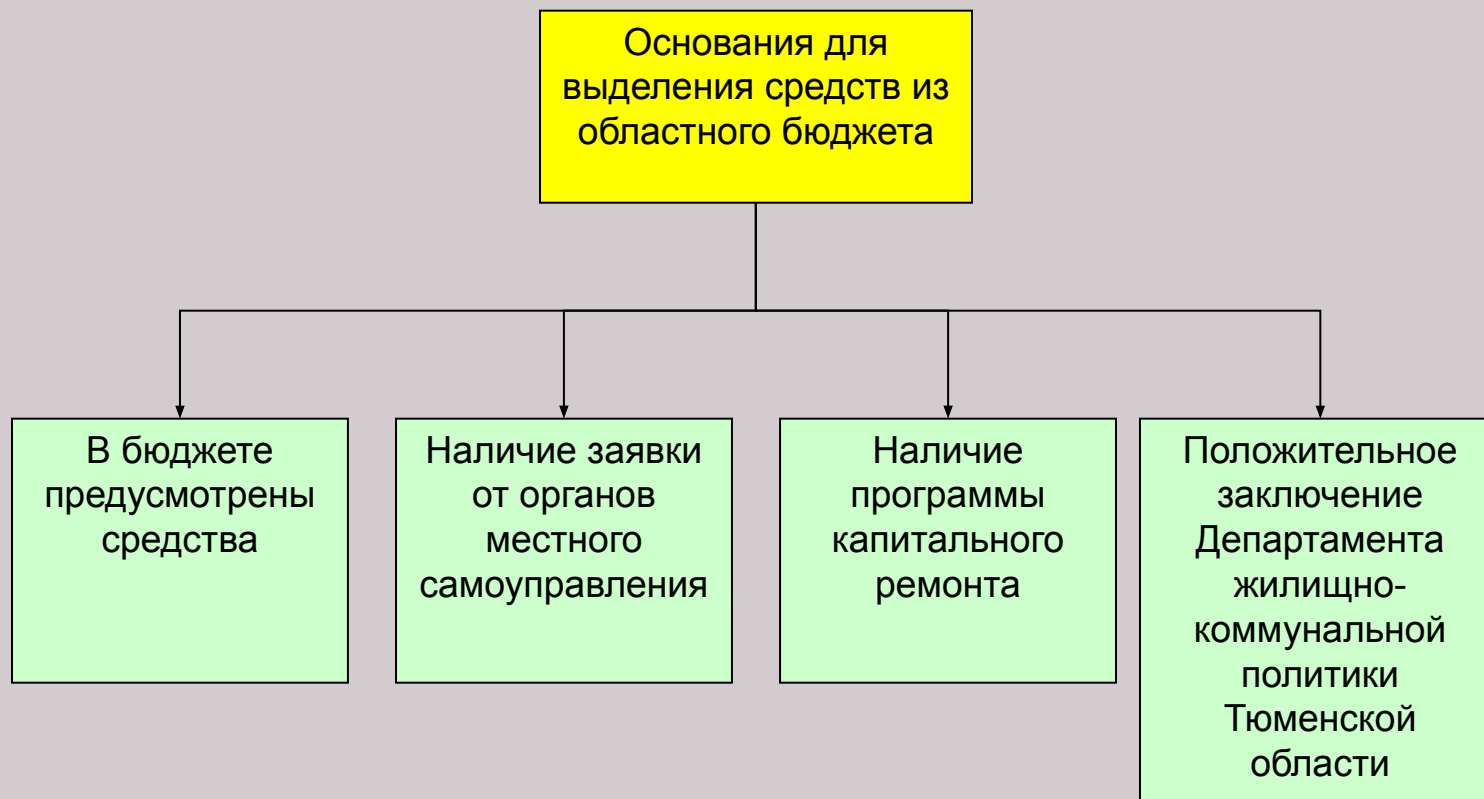 Основания для
выделения средств из
областного бюджета
В бюджете
предусмотрены
средства
Наличие заявки
от органов
местного
самоуправления
Наличие
программы
капитального
ремонта
Положительное
заключение
Департамента
жилищно-
коммунальной
политики
Тюменской
области